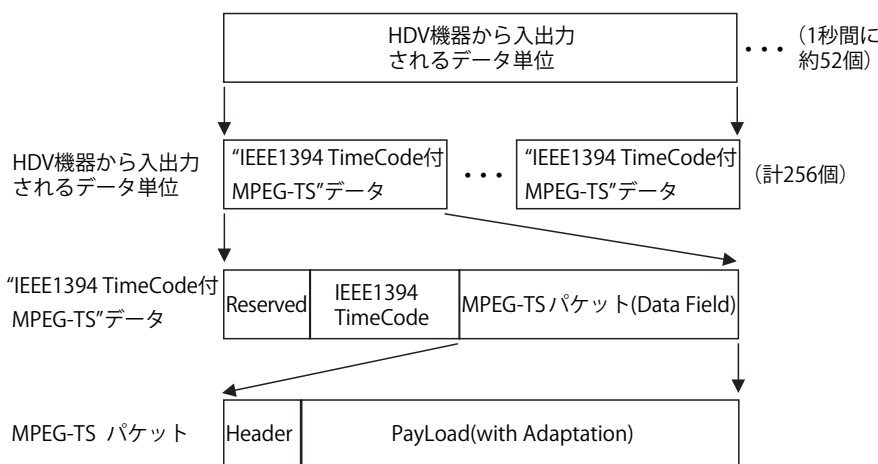 HDV機器から入出力
されるデータ単位
・・・
（1秒間に
約52個）
HDV機器から入出力
されるデータ単位
“IEEE1394 TimeCode付
MPEG-TS”データ
・・・
“IEEE1394 TimeCode付
MPEG-TS”データ
（計256個）
“IEEE1394 TimeCode付
MPEG-TS”データ
Reserved
IEEE1394
TimeCode
MPEG-TS パケット(Data Field)
MPEG-TS パケット
Header
PayLoad(with Adaptation)